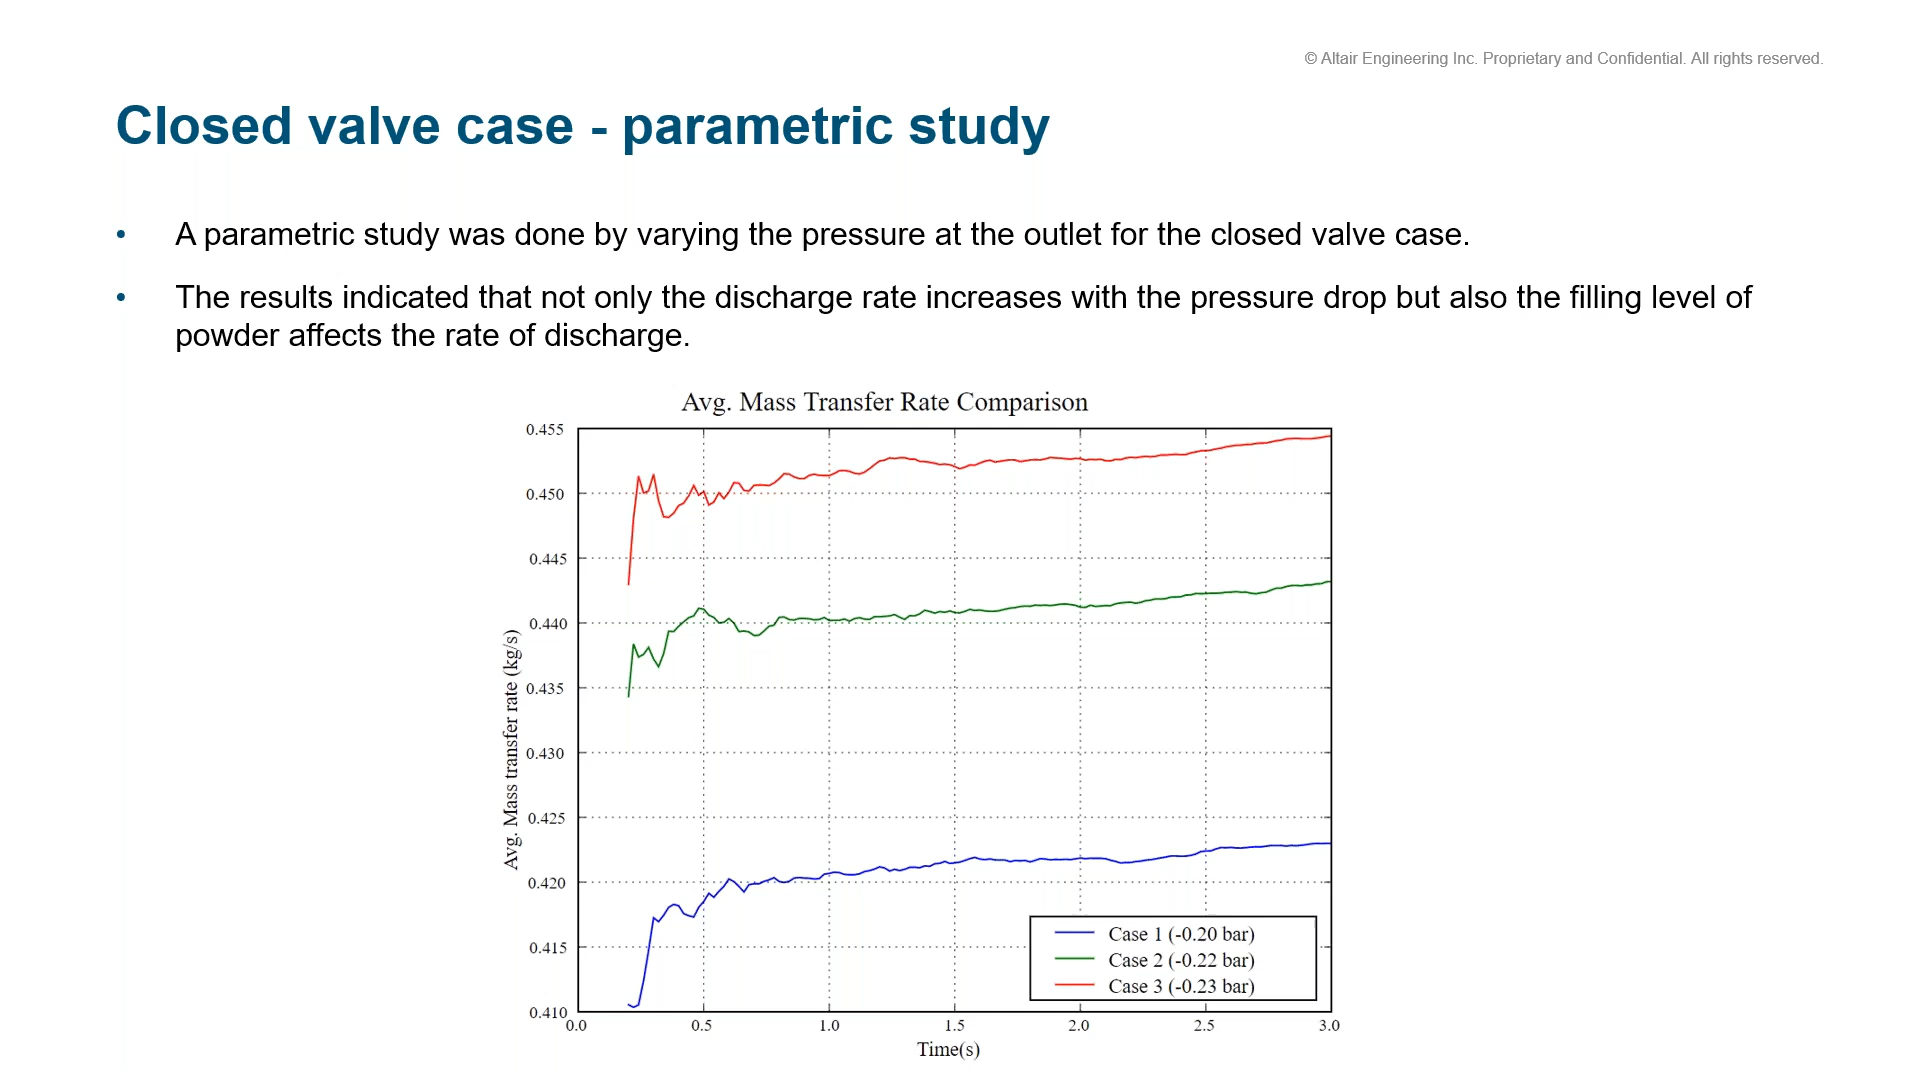 © Altair Engineering Inc. Proprietary and Confidential. All rights reserved.
Closed valve case - parametric study
• A parametric study was done by varying the pressure at the outlet for the closed valve case.
• The results indicated that not only the discharge rate increases with the pressure drop but also the filling level of
powder affects the rate of discharge.
Avg. Mass Transfer Rate Comparison
0.455
0.450
0.445
0.440
0.435
0.430
0.425
0.420
0.415
0.410
Avg. Mass transfer rate (kg/s)
Case 1 (-0.20 bar)
Case 2 (-0.22 bar)
Case 3 (-0.23 bar)
0.0 0.5 1.0 1.5 2.0 2.5 3.0
Time(s)